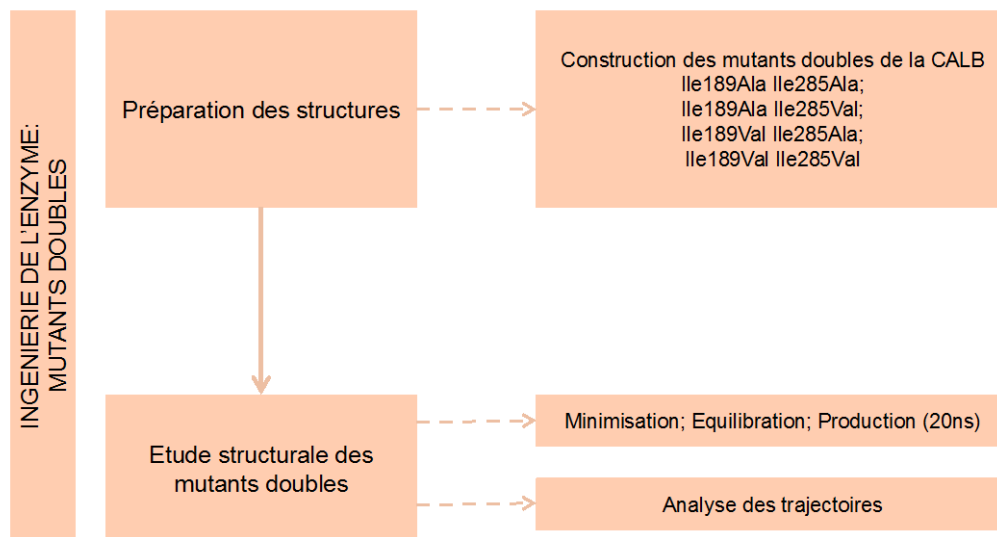 INGENIERIE DE L'ENZYME:
MUTANTS DOUBLES
Préparation des structures
Construction des mutants doubles de la CALB
Ile189Ala Ile285Ala;
Ile189Ala Ile285Val;
Ile189Val Ile285Ala;
Ile189Val Ile285Val
Etude structurale des
mutants doubles
Minimisation; Equilibration; Production (20ns)
Analyse des trajectoires